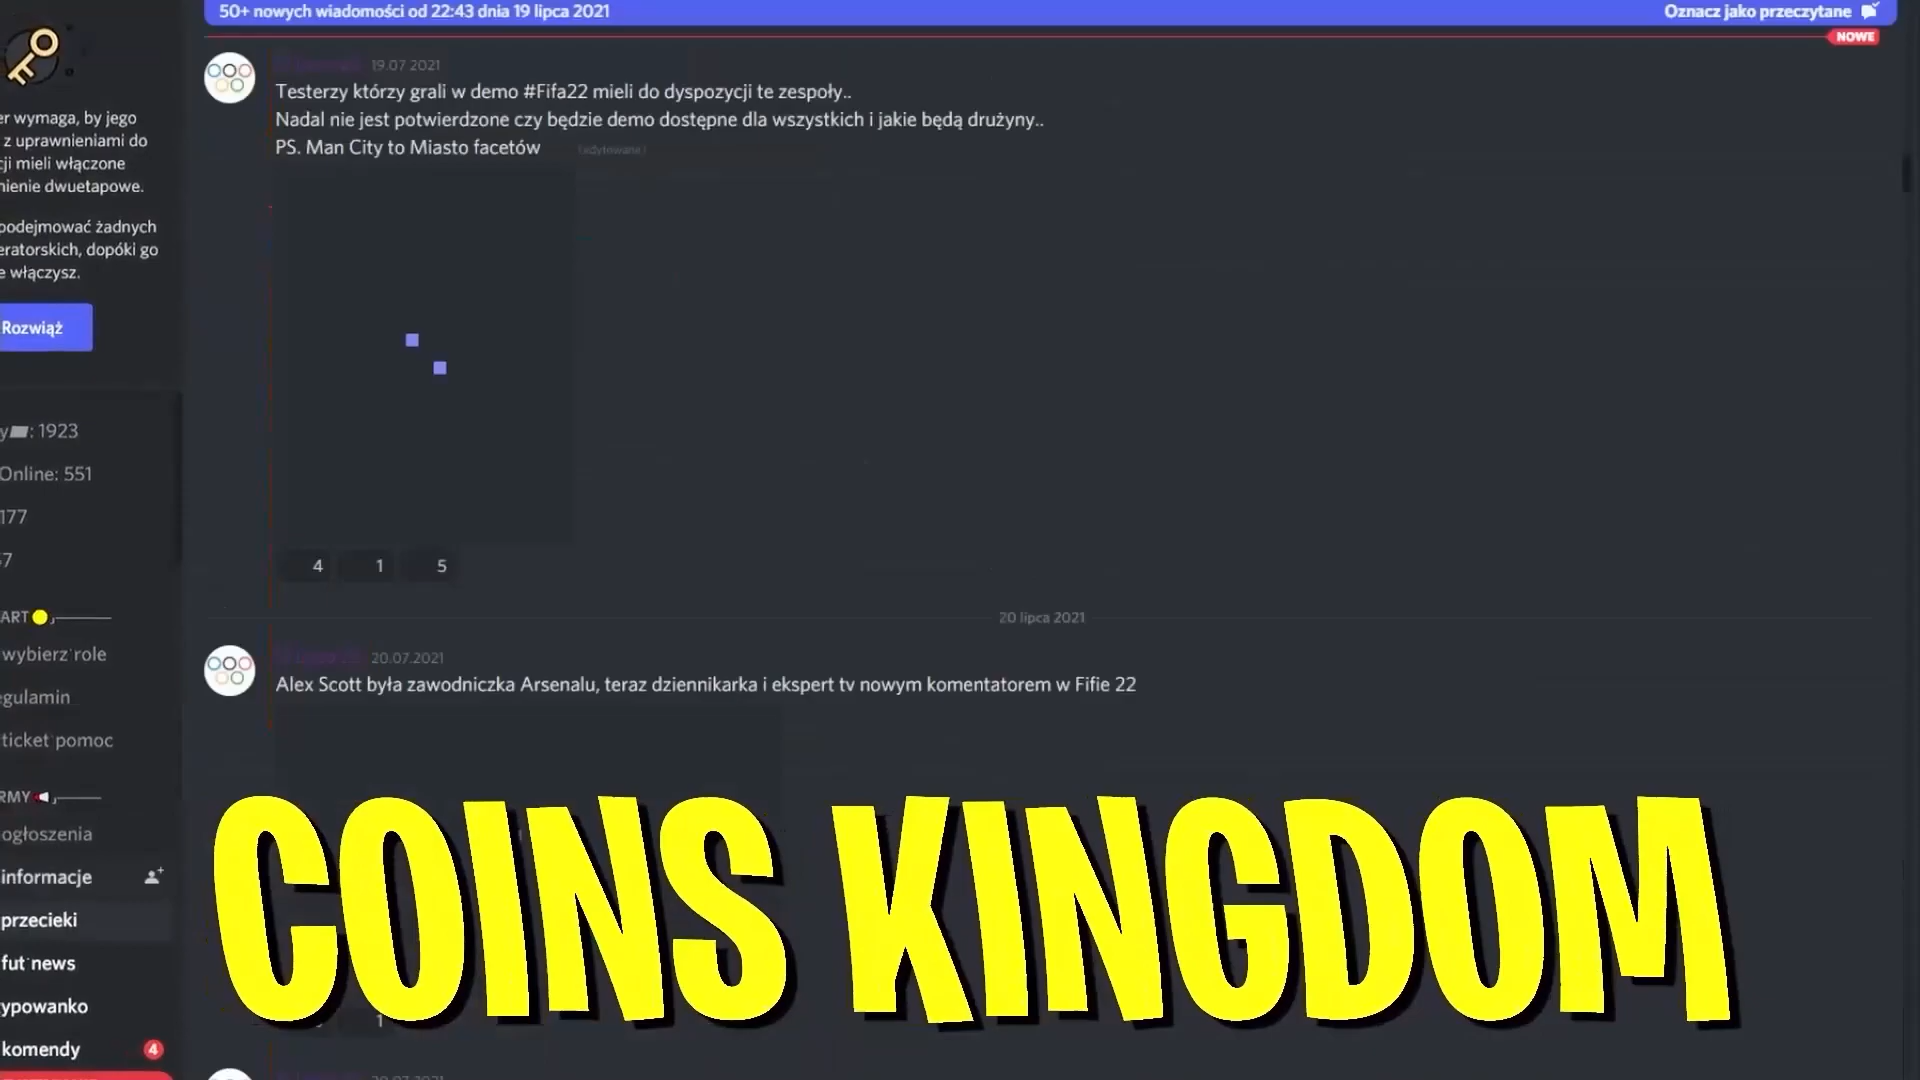 50+ nowych wiadomości od 22:43 dnia 19 lipca 2021
Oznacz jako przeczytane
NOWE
er wymaga, by jego
z uprawnieniami do
cji mieli włączone
nienie dwuetapowe.
podejmować żadnych
eratorskich, dopóki go
e włączysz.
Rozwiąż
y: 1923
Online: 551
177
7
ART
wybierz role
egulamin
ticket pomoc
RMY
ogłoszenia
informacje
przecieki
fut news
typowanko
komendy
4
19.07 2021
Testerzy którzy grali w demo #Fifa22 mieli do dyspozycji te zespoły..
Nadal nie jest potwierdzone czy będzie demo dostępne dla wszystkich i jakie będą drużyny..
PS. Man City to Miasto facetów (edytowane)
4 1 5
20 lipca 2021
20.07.2021
Alex Scott była zawodniczka Arsenalu, teraz dziennikarka i ekspert tv nowym komentatorem w Fifie 22
COINS KINGDOM
1
20.07.2021